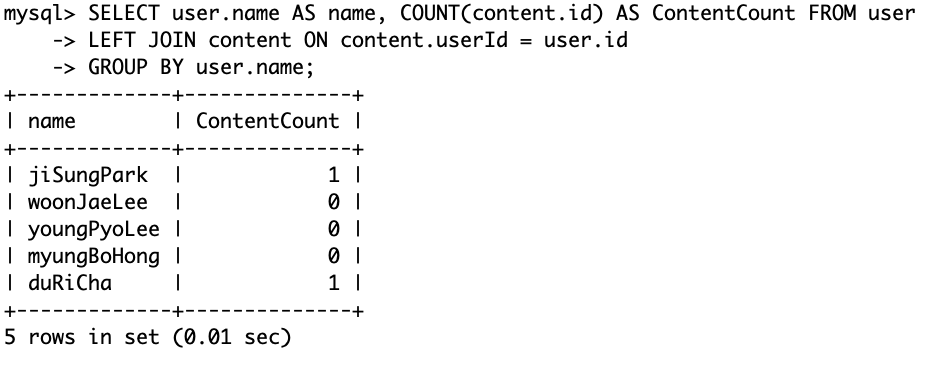 mysql> SELECT user.name AS name, COUNT(content.id) AS ContentCount FROM user
    -> LEFT JOIN content ON content.userId = user.id
    -> GROUP BY user.name;
+-------------+--------------+
| name        | ContentCount |
+-------------+--------------+
| jiSungPark  |            1 |
| woonJaeLee  |            0 |
| youngPyoLee |            0 |
| myungBoHong |            0 |
| duRiCha     |            1 |
+-------------+--------------+
5 rows in set (0.01 sec)